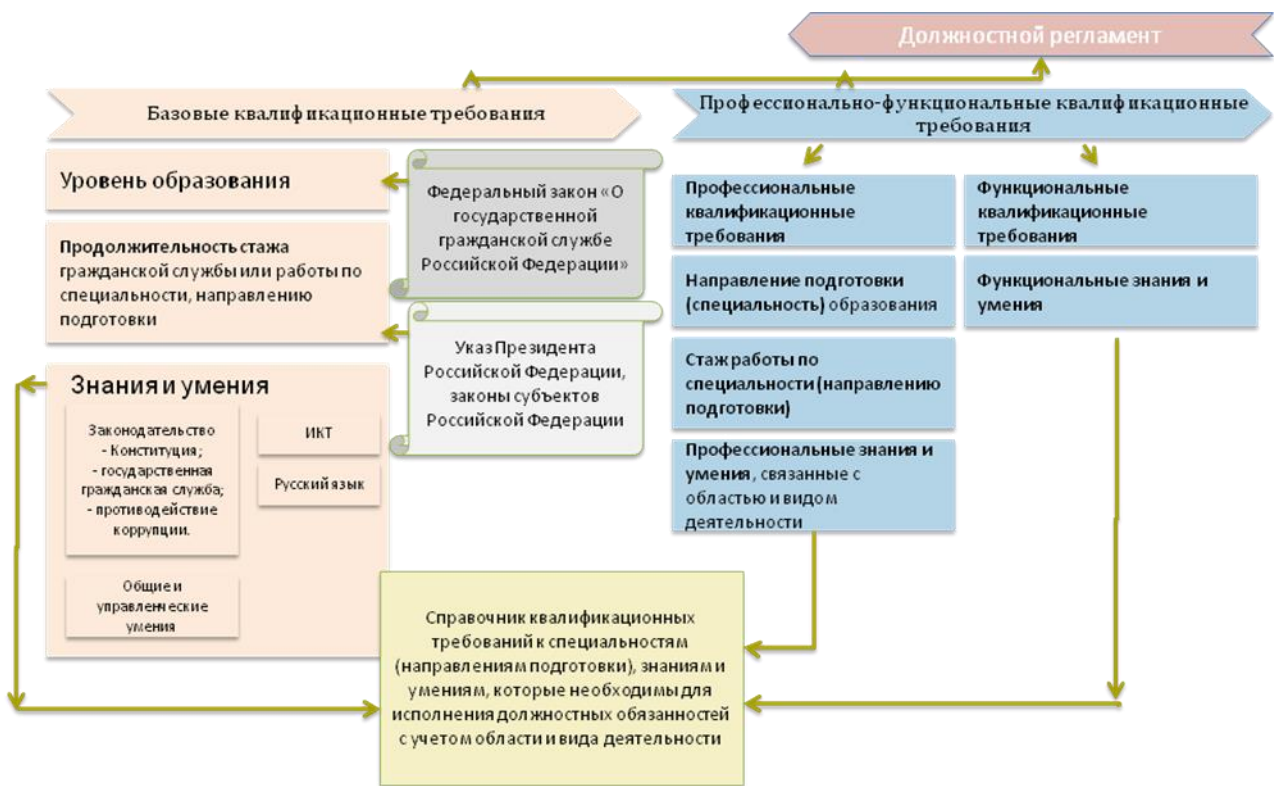 Должностной регламент
Базовые квалификационные требования
Уровень образования
Продолжительность стажа
гражданской службы или работы по
специальности, направлению
подготовки
Федеральный закон «О
государственной
гражданской службе
Российской Федерации»
Указ Президента
Российской Федерации,
законы субъектов
Российской Федерации
Знания и умения
Законодательство
- Конституция;
- государственная
гражданская служба;
- противодействие
коррупции.
ИКТ
Русский язык
Общие и
управленческие
умения
Профессионально-функциональные квалификационные
требования
Профессиональные
квалификационные
требования
Направление подготовки
(специальность) образования
Стаж работы по
специальности (направлению
подготовки)
Профессиональные знания и
умения, связанные с
областью и видом
деятельности
Функциональные
квалификационные
требования
Функциональные знания и
умения
Справочник квалификационных
требований к специальностям
(направлениям подготовки), знаниям и
умениям, которые необходимы для
исполнения должностных обязанностей
с учетом области и вида деятельности